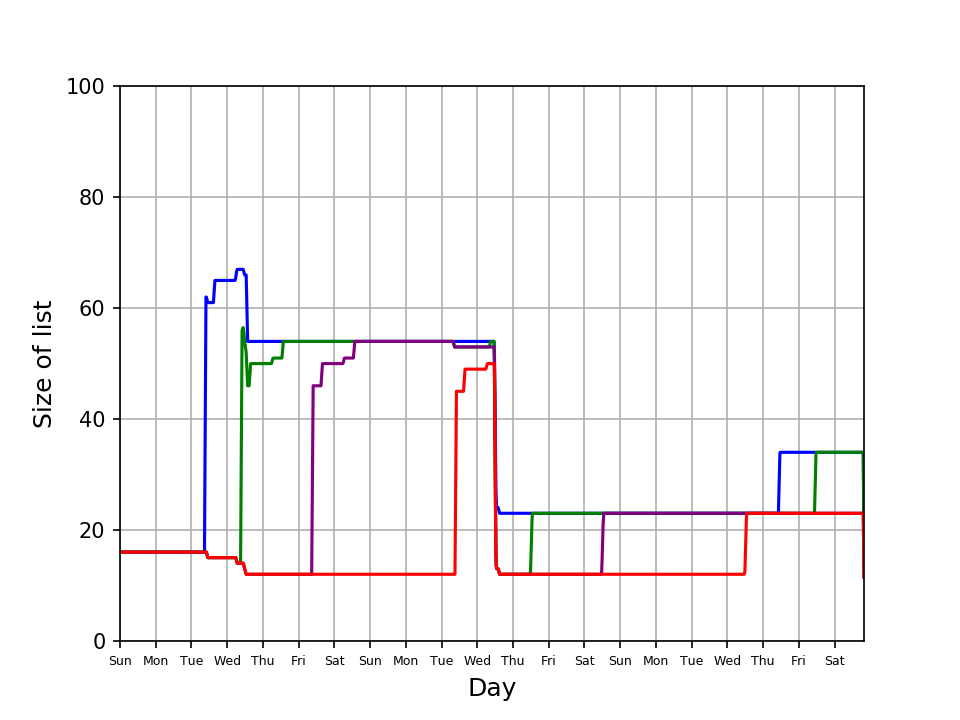 100
80
60
40
20
0
Size of list
Sun Mon Tue Wed Thu Fri Sat Sun Mon Tue Wed Thu Fri Sat Sun Mon Tue Wed Thu Fri Sat
Day